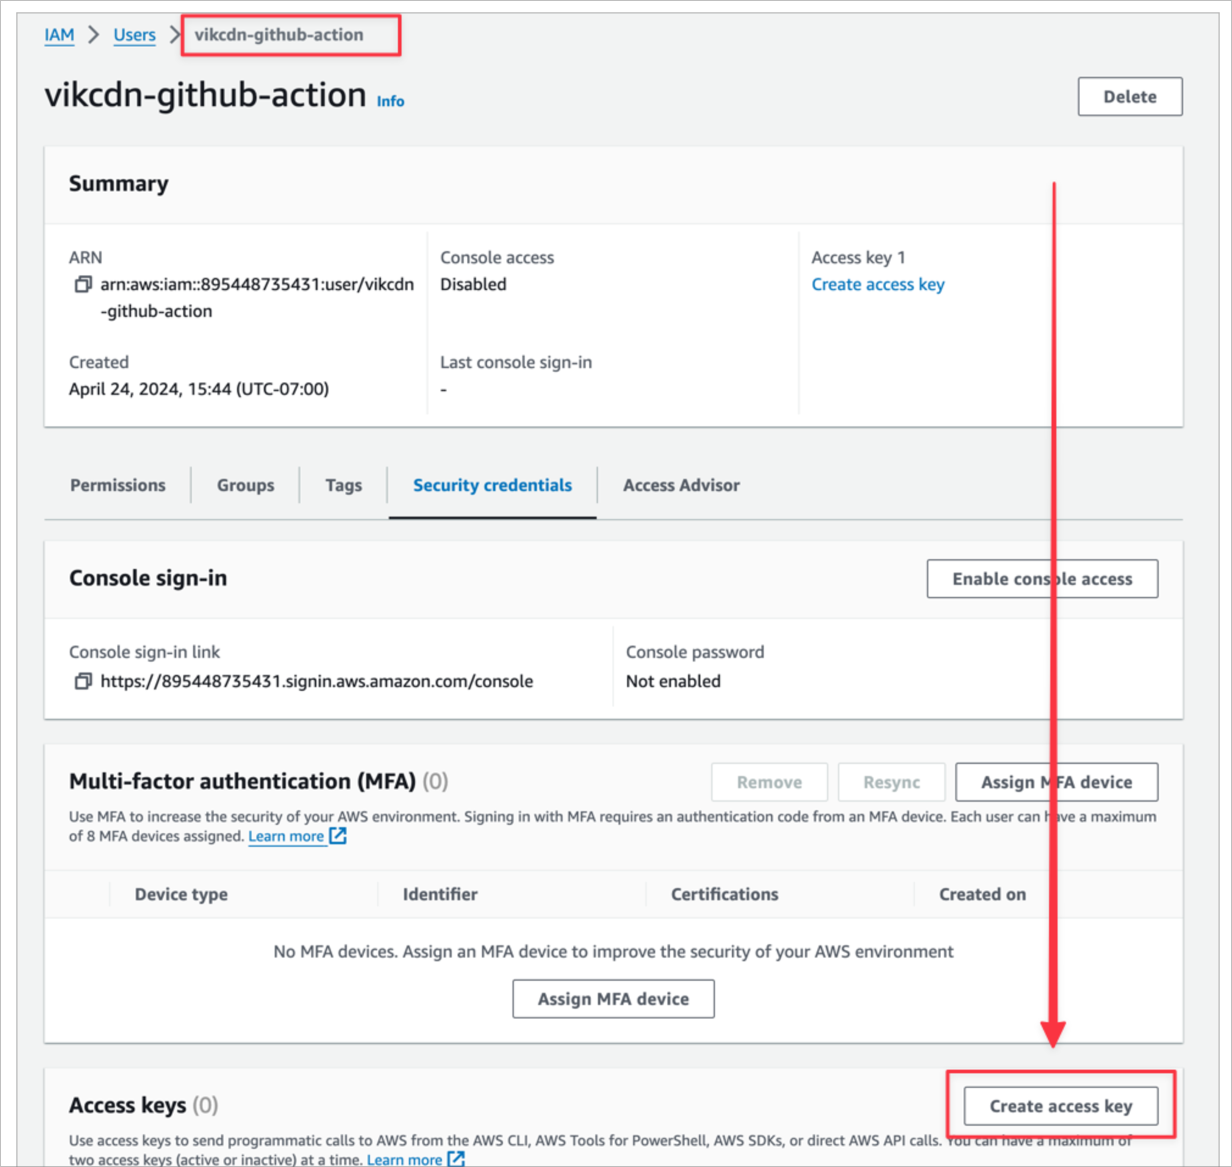 IAM > Users > vikcdn-github-action
vikcdn-github-action Info
Delete
Summary
ARN
arn:aws:iam::895448735431:user/vikcdn
-github-action
Console access
Disabled
Access key 1
Create access key
Created
April 24, 2024, 15:44 (UTC-07:00)
Last console sign-in
-
Permissions
Groups
Tags
Security credentials
Access Advisor
Console sign-in
Enable console access
Console sign-in link
https://895448735431.signin.aws.amazon.com/console
Console password
Not enabled
Multi-factor authentication (MFA) (0)
Remove
Resync
Assign MFA device
Use MFA to increase the security of your AWS environment. Signing in with MFA requires an authentication code from an MFA device. Each user can have a maximum
of 8 MFA devices assigned. Learn more
Device type
Identifier
Certifications
Created on
No MFA devices. Assign an MFA device to improve the security of your AWS environment
Assign MFA device
Access keys (0)
Create access key
Use access keys to send programmatic calls to AWS from the AWS CLI, AWS Tools for PowerShell, AWS SDKs, or direct AWS API calls. You can have a maximum of
two access keys (active or inactive) at a time. Learn more